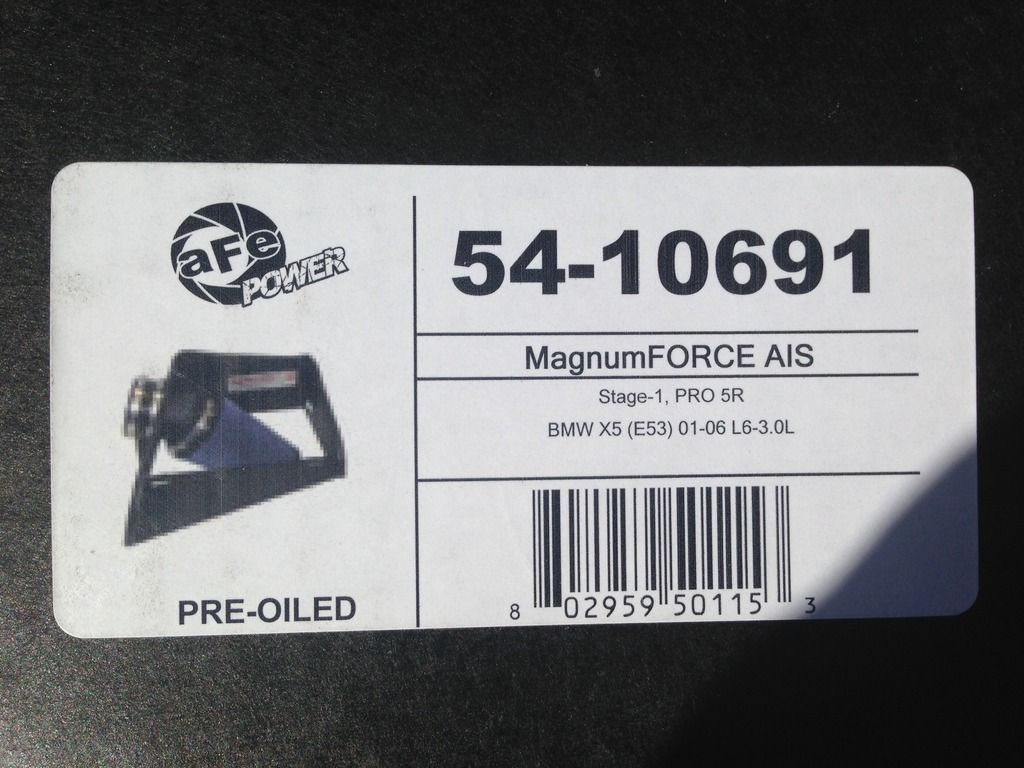 aFe
POWER
PRE-OILED
54-10691
MagnumFORCE AIS
Stage-1, PRO 5R
BMW X5 (E53) 01-06 L6-3.0L
8 02959 50115 3